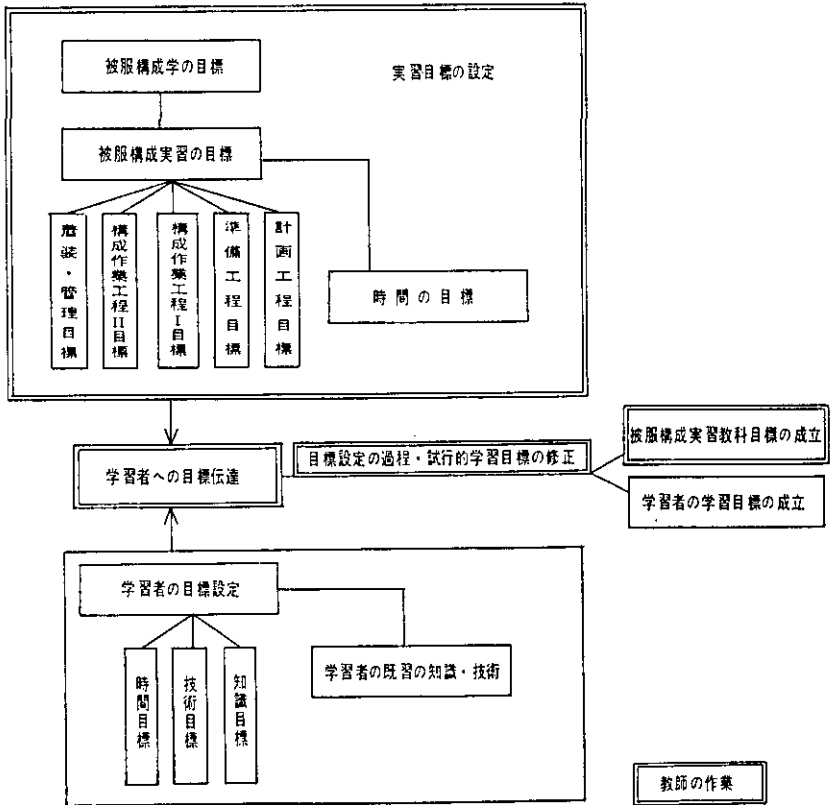 被服構成学の目標
実習目標の設定
被服構成実習の目標
着装・管理目標
構成作業工程II目標
構成作業工程I目標
準備工程目標
計画工程目標
時間の目標
学習者への目標伝達
目標設定の過程・試行的学習目標の修正
被服構成実習教科目標の成立
学習者の学習目標の成立
学習者の目標設定
時間目標
技術目標
知識目標
学習者の既習の知識・技術
教師の作業